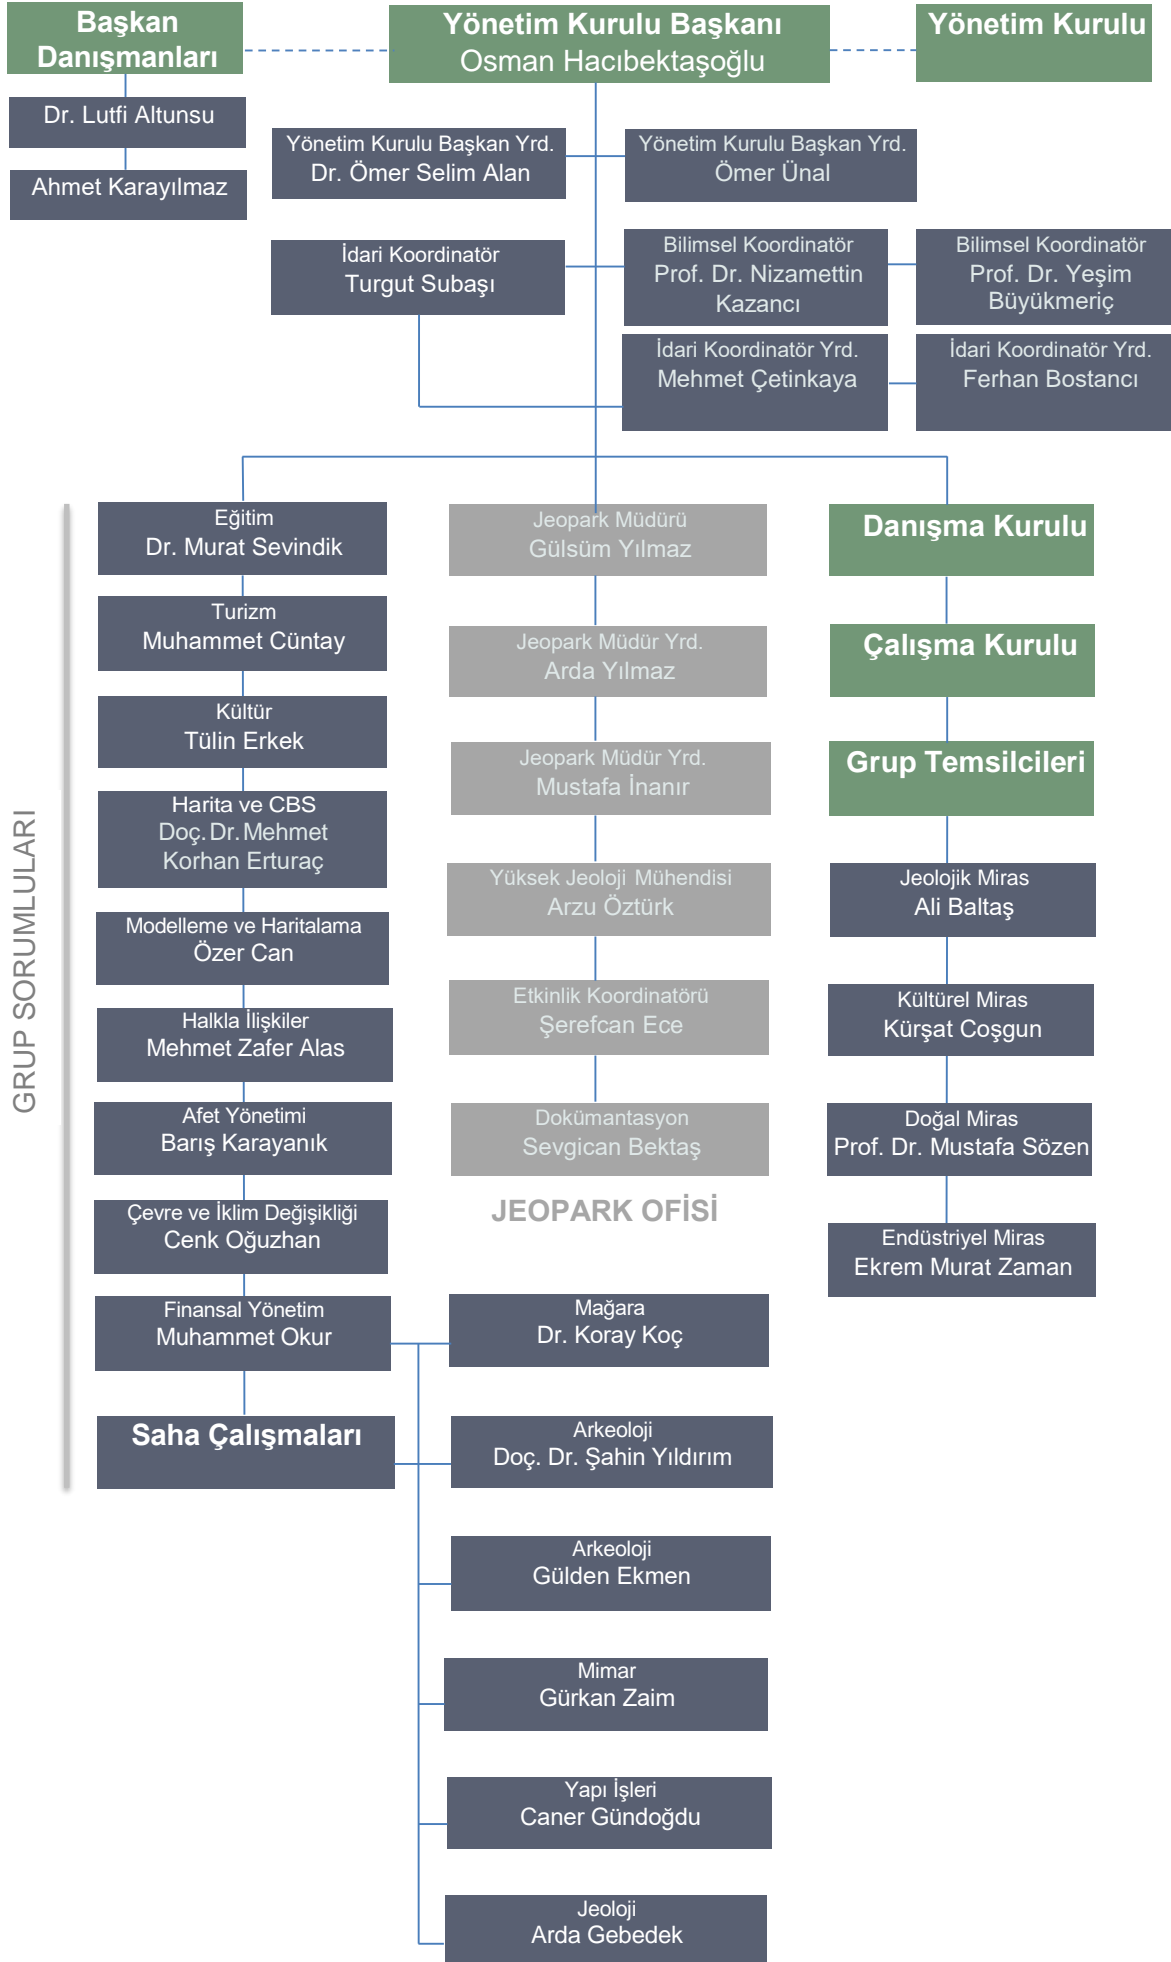 Başkan
Danışmanları
Yönetim Kurulu Başkanı
Osman Hacıbektaşoğlu
Yönetim Kurulu
Dr. Lutfi Altunsu
Ahmet Karayılmaz
Yönetim Kurulu Başkan Yrd.
Dr. Ömer Selim Alan
Yönetim Kurulu Başkan Yrd.
Ömer Ünal
İdari Koordinatör
Turgut Subaşı
Bilimsel Koordinatör
Prof. Dr. Nizamettin
Kazancı
Bilimsel Koordinatör
Prof. Dr. Yeşim
Büyükmeriç
İdari Koordinatör Yrd.
Mehmet Çetinkaya
İdari Koordinatör Yrd.
Ferhan Bostancı
GRUP SORUMLULARI
Eğitim
Dr. Murat Sevindik
Turizm
Muhammet Cüntay
Kültür
Tülin Erkek
Harita ve CBS
Doç. Dr. Mehmet
Korhan Erturaç
Modelleme ve Haritalama
Özer Can
Halkla İlişkiler
Mehmet Zafer Alas
Afet Yönetimi
Barış Karayanık
Çevre ve İklim Değişikliği
Cenk Oğuzhan
Finansal Yönetim
Muhammet Okur
Saha Çalışmaları
Jeopark Müdürü
Gülsüm Yılmaz
Jeopark Müdür Yrd.
Arda Yılmaz
Jeopark Müdür Yrd.
Mustafa İnanır
Yüksek Jeoloji Mühendisi
Arzu Öztürk
Etkinlik Koordinatörü
Şerefcan Ece
Dokümantasyon
Sevgican Bektaş
JEOPARK OFİSİ
Danışma Kurulu
Çalışma Kurulu
Grup Temsilcileri
Jeolojik Miras
Ali Baltaş
Kültürel Miras
Kürşat Coşgun
Doğal Miras
Prof. Dr. Mustafa Sözen
Endüstriyel Miras
Ekrem Murat Zaman
Mağara
Dr. Koray Koç
Arkeoloji
Doç. Dr. Şahin Yıldırım
Arkeoloji
Gülden Ekmen
Mimar
Gürkan Zaim
Yapı İşleri
Caner Gündoğdu
Jeoloji
Arda Gebedek